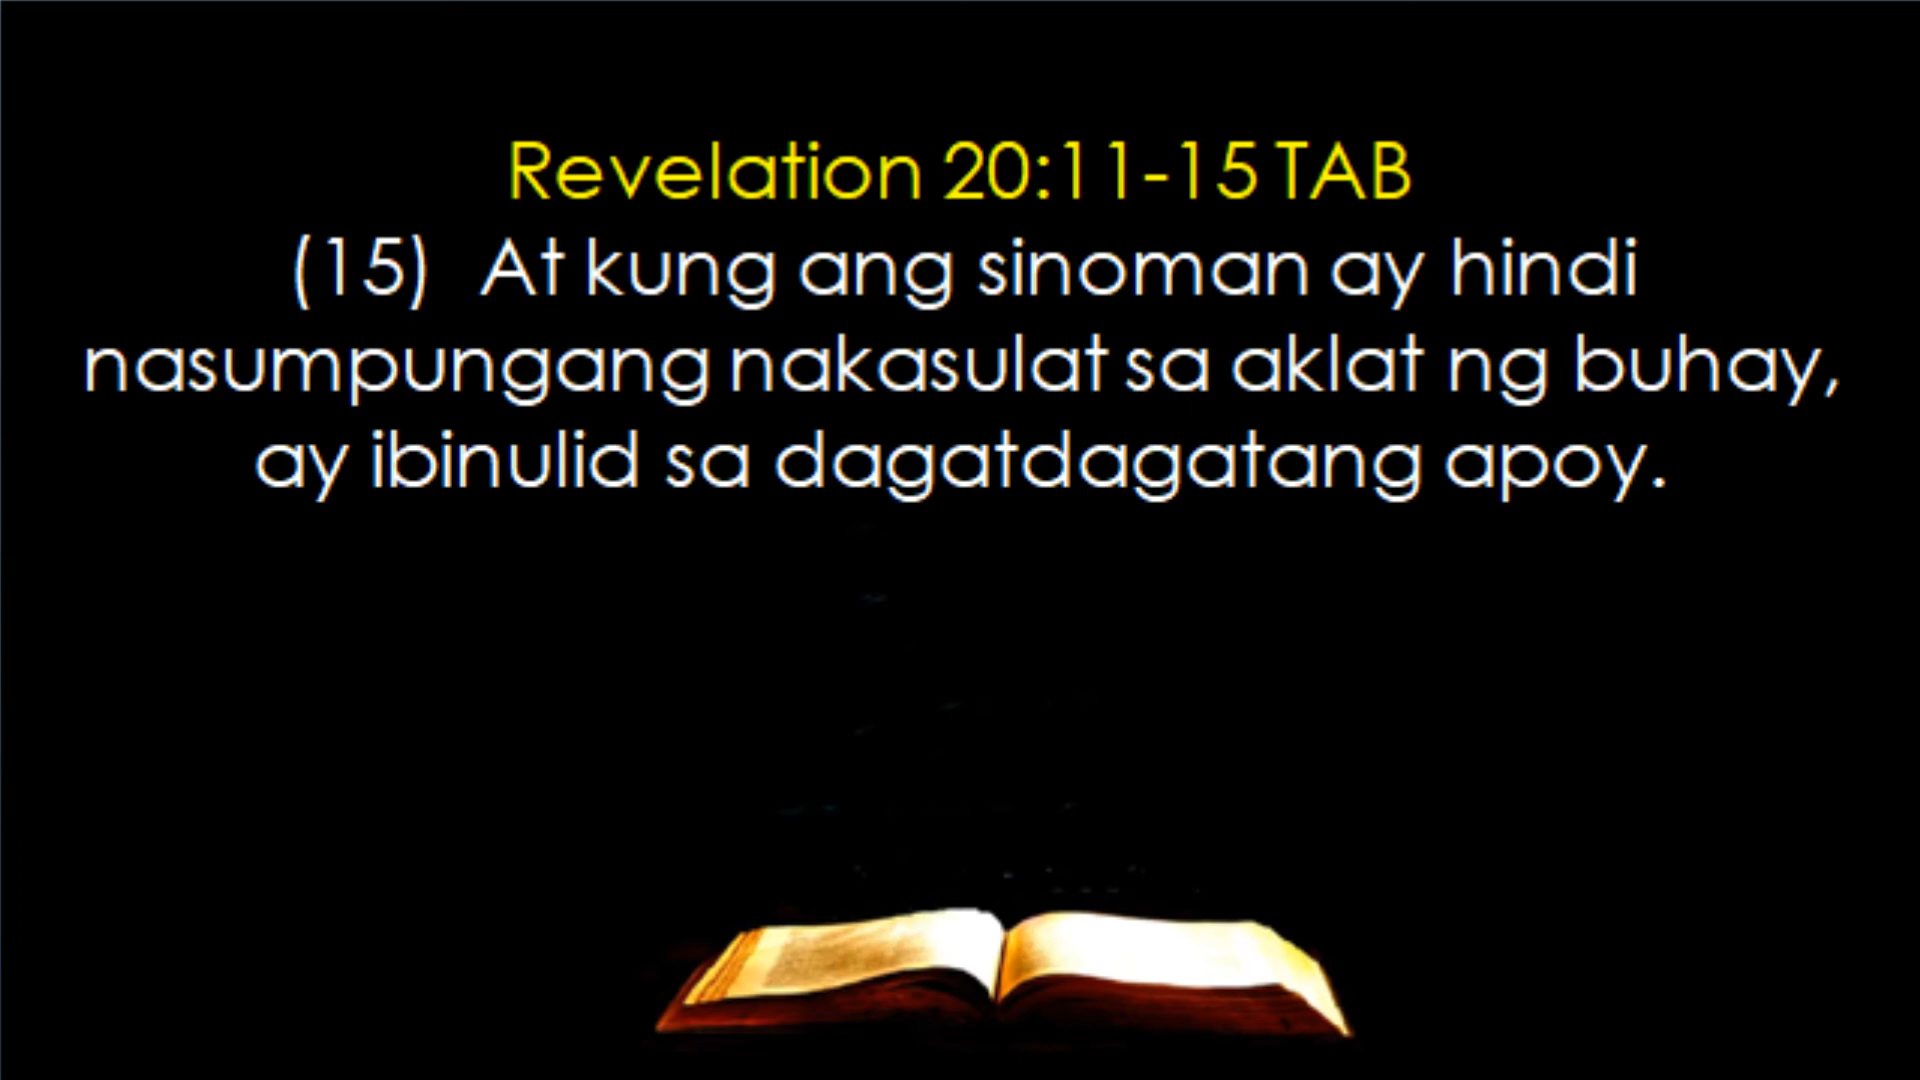 Revelation 20:11-15 TAB
(15) At kung ang sinoman ay hindi
nasumpungang nakasulat sa aklat ng buhay,
ay ibinulid sa dagatdagatang apoy.